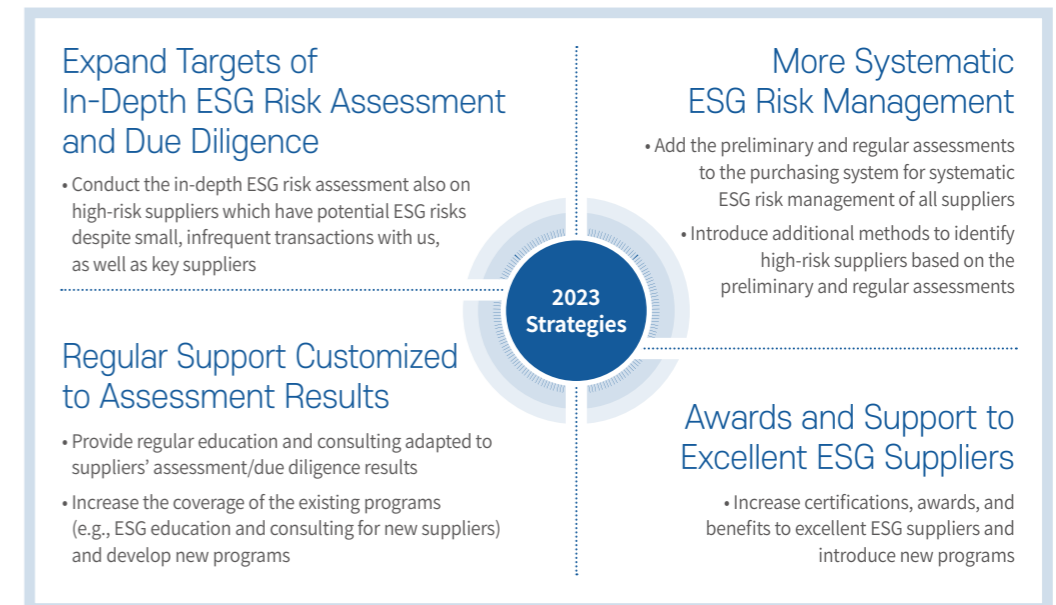 Expand Targets of
In-Depth ESG Risk Assessment
and Due Diligence
• Conduct the in-depth ESG risk assessment also on
high-risk suppliers which have potential ESG risks
despite small, infrequent transactions with us,
as well as key suppliers
More Systematic
ESG Risk Management
• Add the preliminary and regular assessments
to the purchasing system for systematic
ESG risk management of all suppliers
• Introduce additional methods to identify
high-risk suppliers based on the
preliminary and regular assessments
2023
Strategies
Regular Support Customized
to Assessment Results
• Provide regular education and consulting adapted to
suppliers’ assessment/due diligence results
• Increase the coverage of the existing programs
(e.g., ESG education and consulting for new suppliers)
and develop new programs
Awards and Support to
Excellent ESG Suppliers
• Increase certifications, awards, and
benefits to excellent ESG suppliers and
introduce new programs